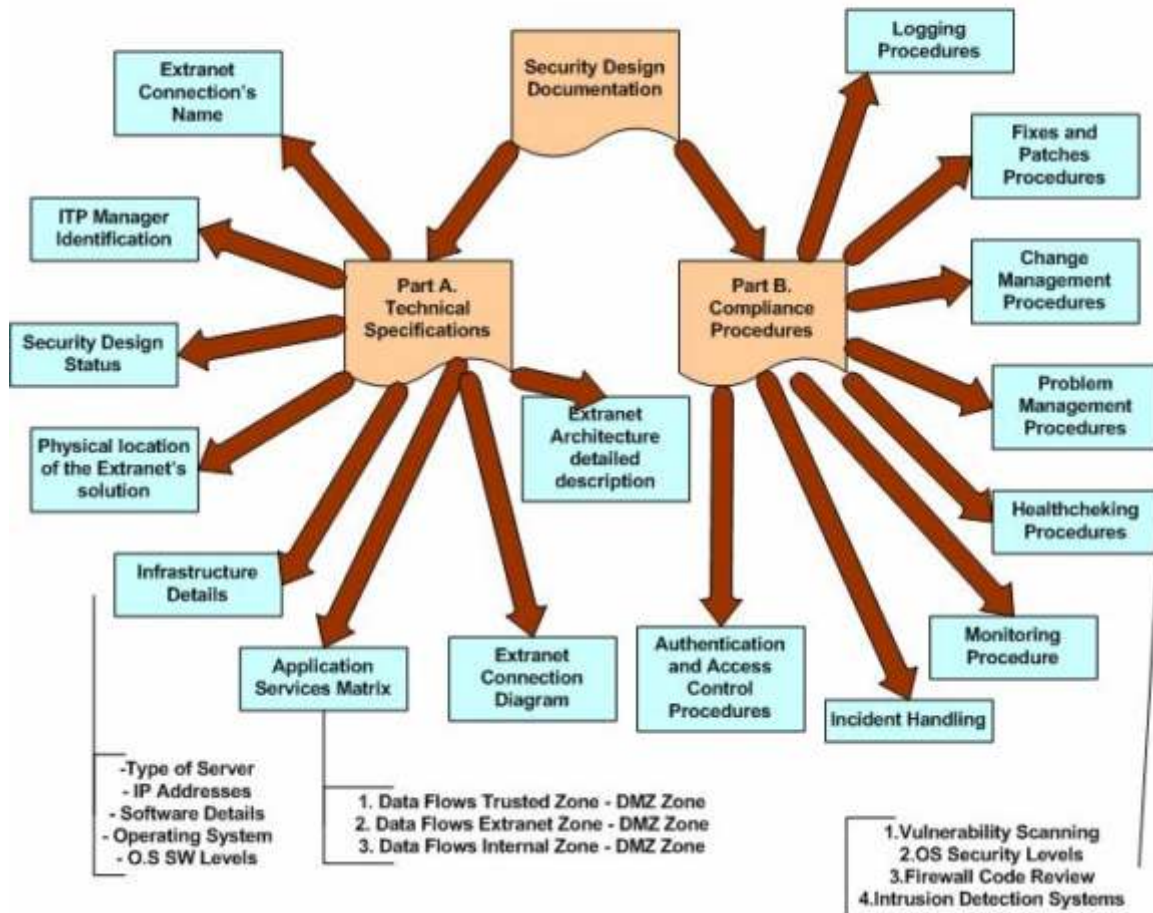 Security Design
Documentation
Logging
Procedures
Extranet
Connection's
Name
Fixes and
Patches
Procedures
ITP Manager
Identification
Change
Management
Procedures
Part A.
Technical
Specifications
Part B.
Compliance
Procedures
Security Design
Status
Problem
Management
Procedures
Physical location
of the Extranet's
solution
Extranet
Architecture
detailed
description
Healthcheking
Procedures
Infrastructure
Details
Application
Services Matrix
Extranet
Connection
Diagram
Authentication
and Access
Control
Procedures
Monitoring
Procedure
Incident Handling
-Type of Server
- IP Addresses
- Software Details
- Operating System
- O.S SW Levels
1. Data Flows Trusted Zone - DMZ Zone
2. Data Flows Extranet Zone - DMZ Zone
3. Data Flows Internal Zone - DMZ Zone
1.Vulnerability Scanning
2.OS Security Levels
3.Firewall Code Review
4.Intrusion Detection Systems